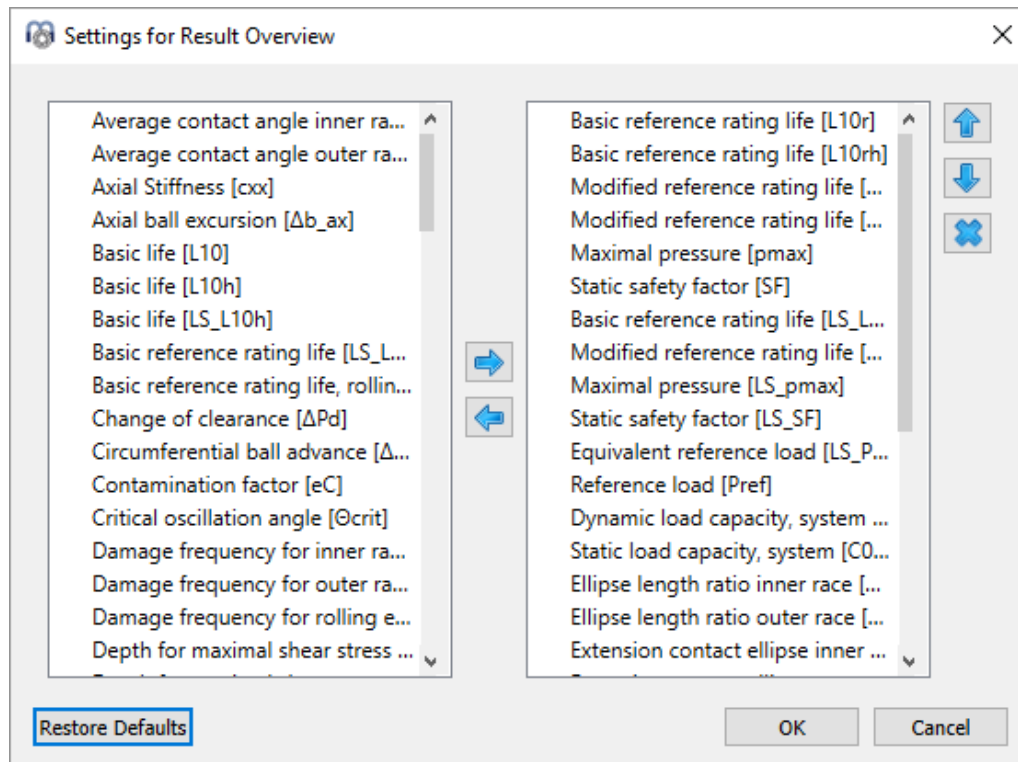 Settings for Result Overview
Average contact angle inner ra...
Average contact angle outer ra...
Axial Stiffness [cxx]
Axial ball excursion [Δb_ax]
Basic life [L10]
Basic life [L10h]
Basic life [LS_L10h]
Basic reference rating life [LS_L...
Basic reference rating life, rollin...
Change of clearance [ΔPd]
Circumferential ball advance [Δ...
Contamination factor [eC]
Critical oscillation angle [Θcrit]
Damage frequency for inner ra...
Damage frequency for outer ra...
Damage frequency for rolling e...
Depth for maximal shear stress ...
Basic reference rating life [L10r]
Basic reference rating life [L10rh]
Modified reference rating life [...
Modified reference rating life [...
Maximal pressure [pmax]
Static safety factor [SF]
Basic reference rating life [LS_L...
Modified reference rating life [...
Maximal pressure [LS_pmax]
Static safety factor [LS_SF]
Equivalent reference load [LS_P...
Reference load [Pref]
Dynamic load capacity, system ...
Static load capacity, system [C0...
Ellipse length ratio inner race [...
Ellipse length ratio outer race [...
Extension contact ellipse inner ...
Restore Defaults
OK
Cancel